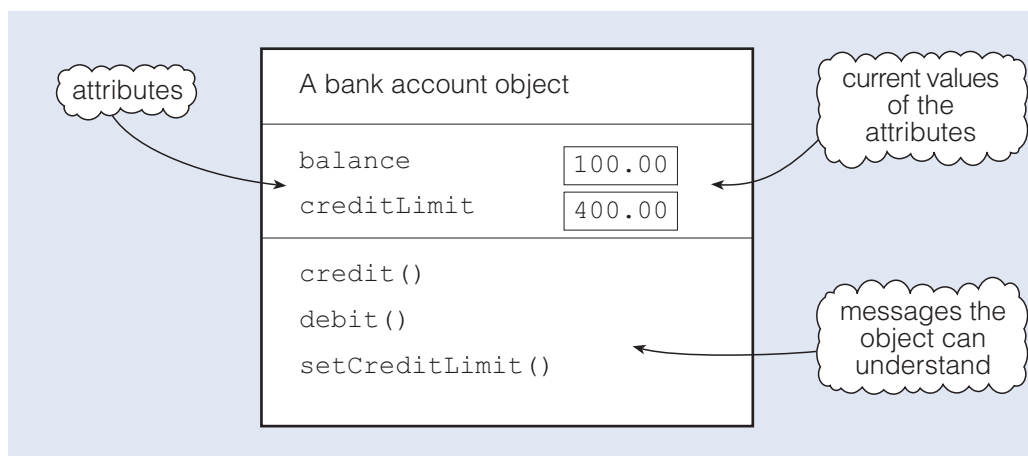 attributes
A bank account object
current values
of the
attributes
balance 100.00
creditLimit 400.00
credit()
debit()
setCreditLimit()
messages the
object can
understand